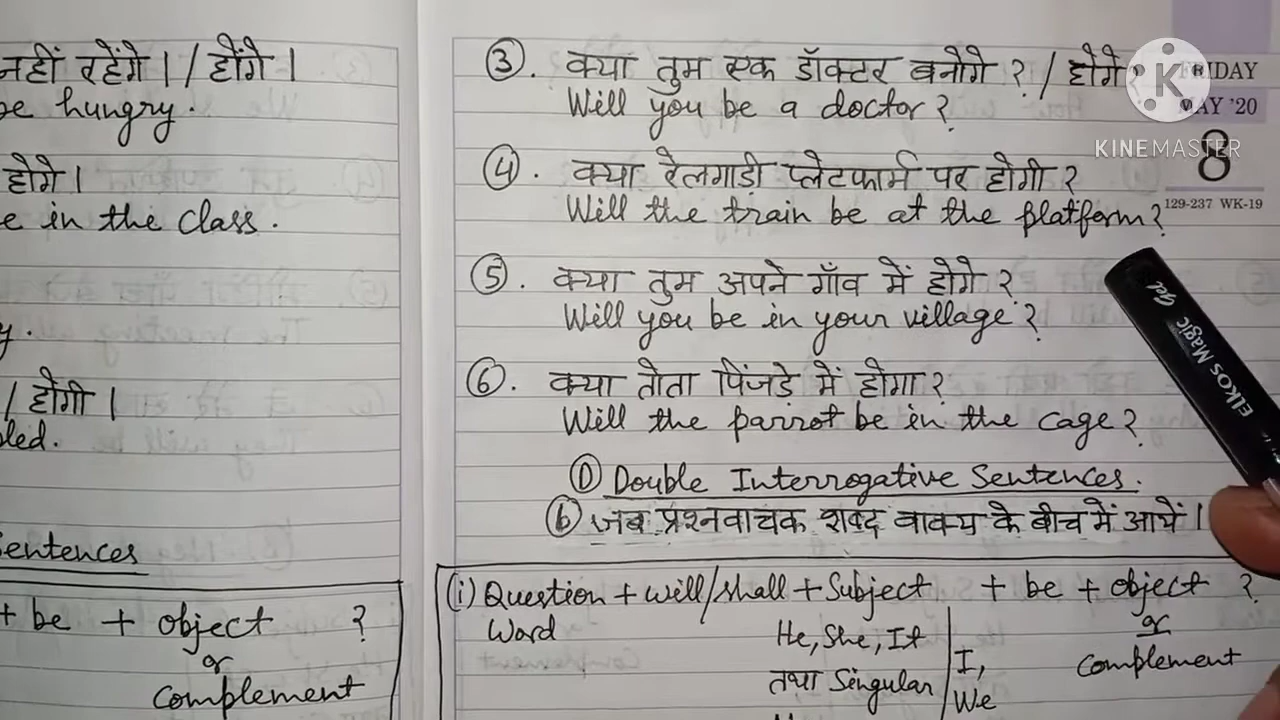 नहीं रहेंगे । / होंगे ।
be hungry.
होगे ।
in the class.
/ होगी ।
Sentences
+ be + object ?
or
complement
③. क्या तुम एक डॉक्टर बनोगे ? / होगे ?
Will you be a doctor ?
④. क्या रेलगाड़ी प्लेटफार्म पर होगी ?
Will the train be at the platform ?
⑤. क्या तुम अपने गाँव में होगे ?
Will you be in your village ?
⑥. क्या तोता पिंजड़े में होगा ?
Will the parrot be in the cage ?
Ⓓ Double Interrogative Sentences.
ⓑ जब प्रश्नवाचक शब्द वाक्य के बीच में आयें ।
(i) Question + will/shall + Subject + be + object ?
Word He, She, It or
I, complement
तथा Singular We
FRIDAY
MAY '20
8
129-237 WK-19
KINEMASTER
ELKOS Magic Gel